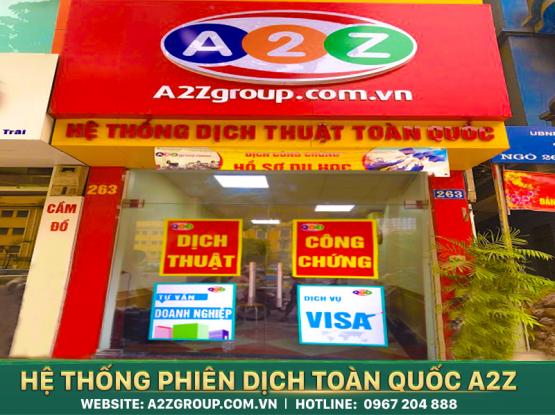 A2Z
A2Zgroup.com.vn
HỆ THỐNG DỊCH THUẬT TOÀN QUỐC
DỊCH CÔNG CHỨNG
HỒ SƠ DU HỌC
Trãi
UBND
NGÕ
263
263
CẦM
ĐỒ
DỊCH
THUẬT
CÔNG
CHỨNG
TƯ VẤN
DOANH NGHIỆP
DỊCH VỤ
VISA
HỆ THỐNG PHIÊN DỊCH TOÀN QUỐC A2Z
WEBSITE: A2ZGROUP.COM.VN | HOTLINE: 0967 204 888